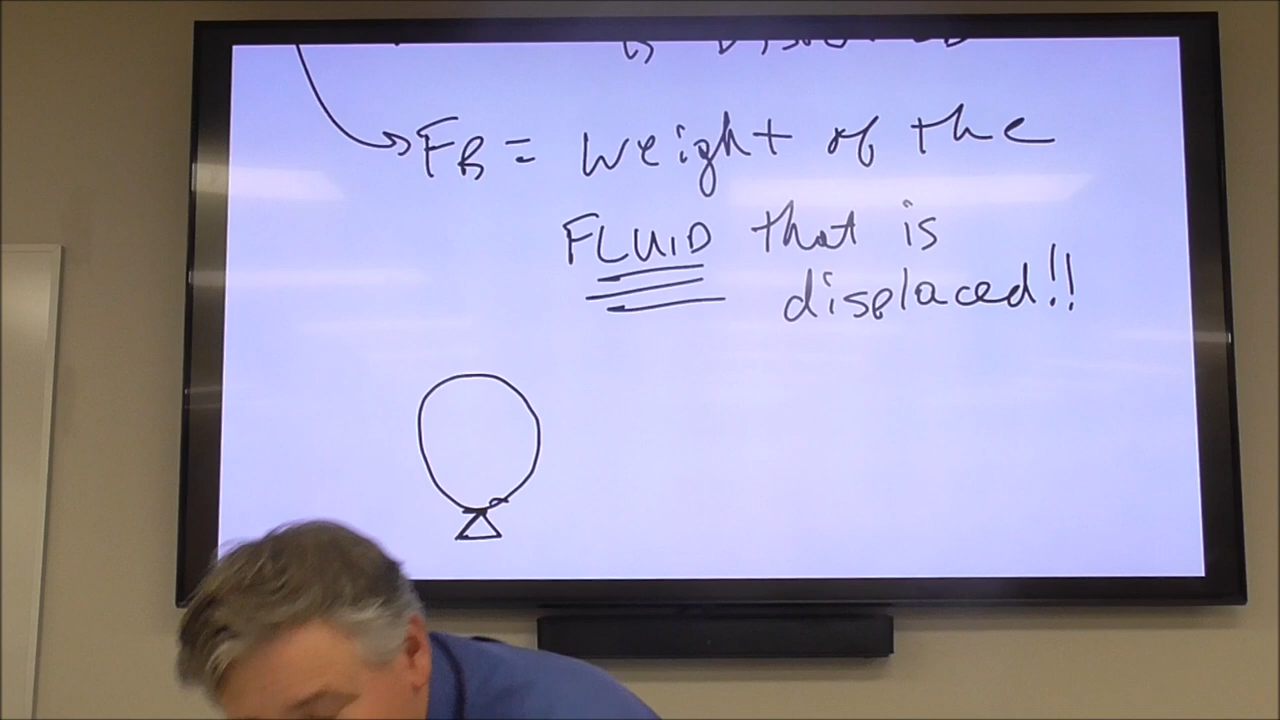 FB = weight of the
FLUID that is
displaced!!